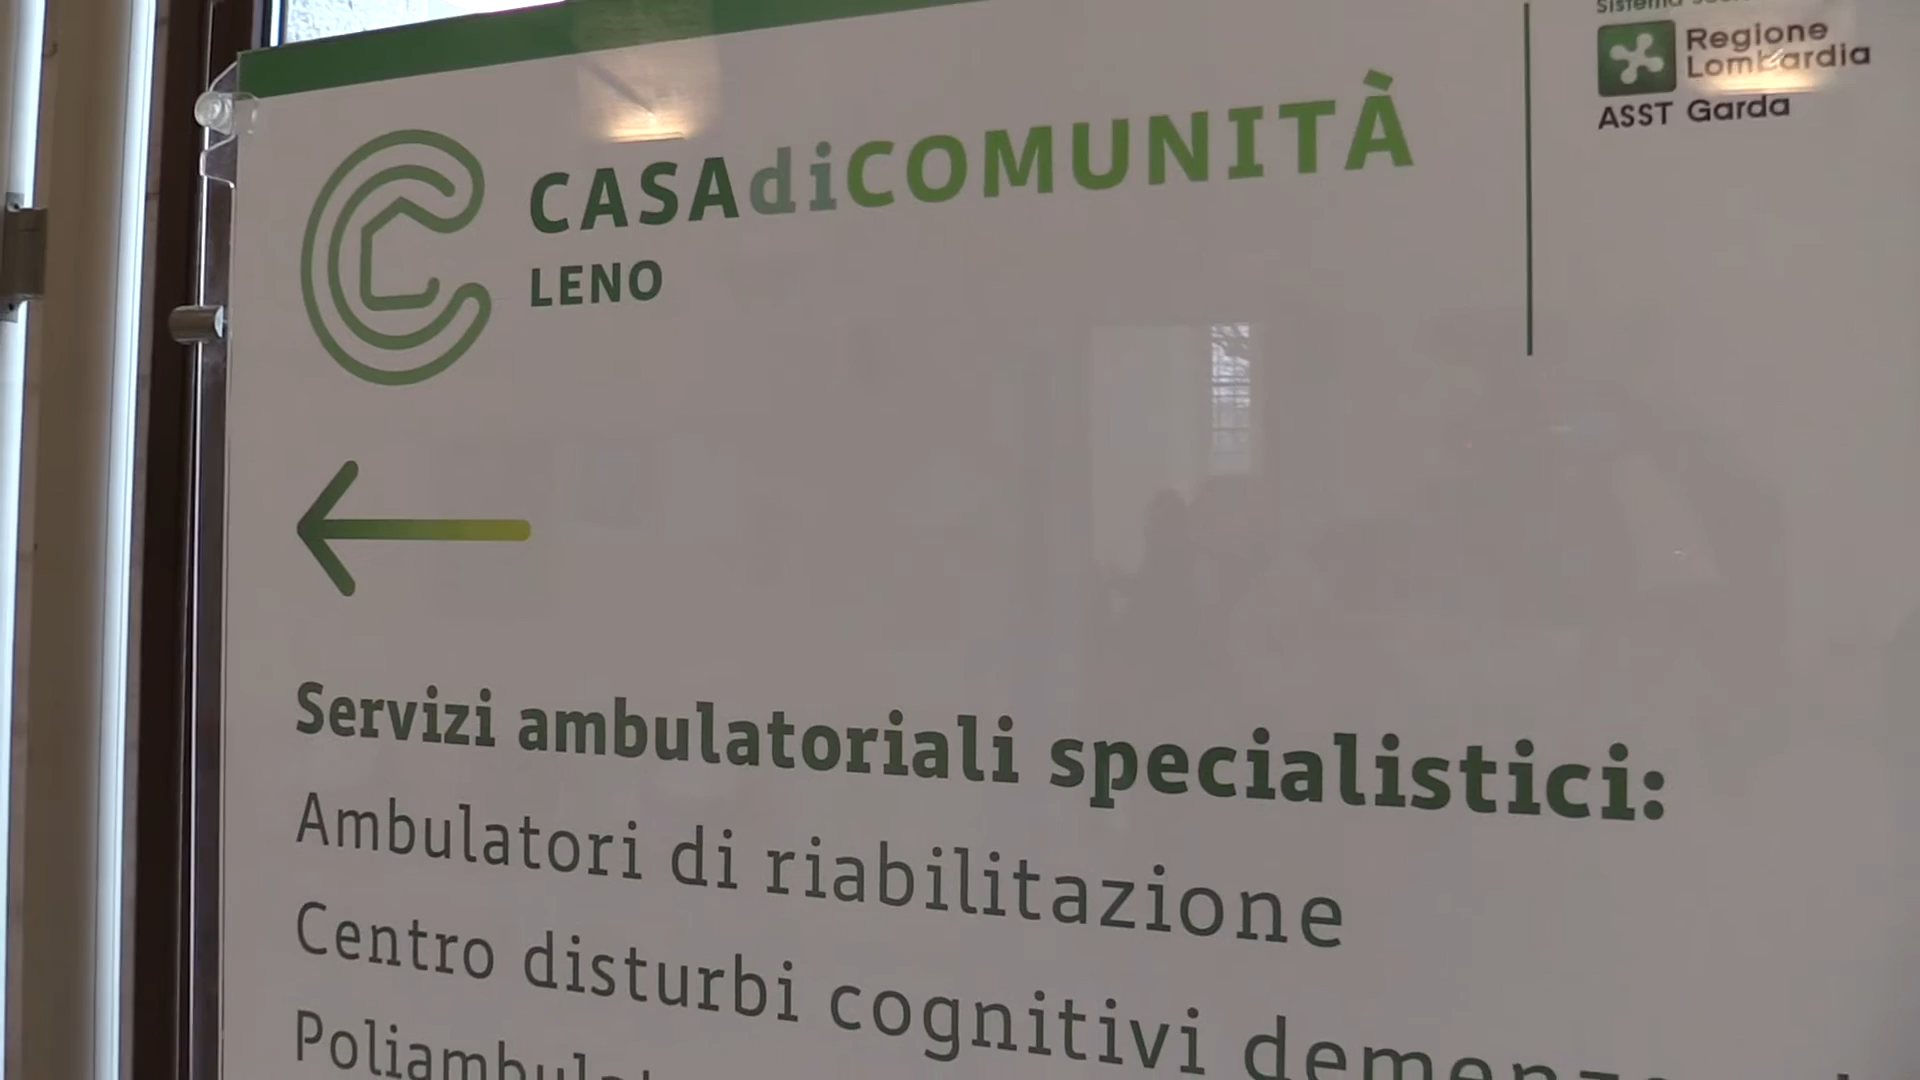 CASAdiCOMUNITÀ
LENO
Regione
Lombardia
ASST Garda
Servizi ambulatoriali specialistici:
Ambulatori di riabilitazione
Centro disturbi cognitivi